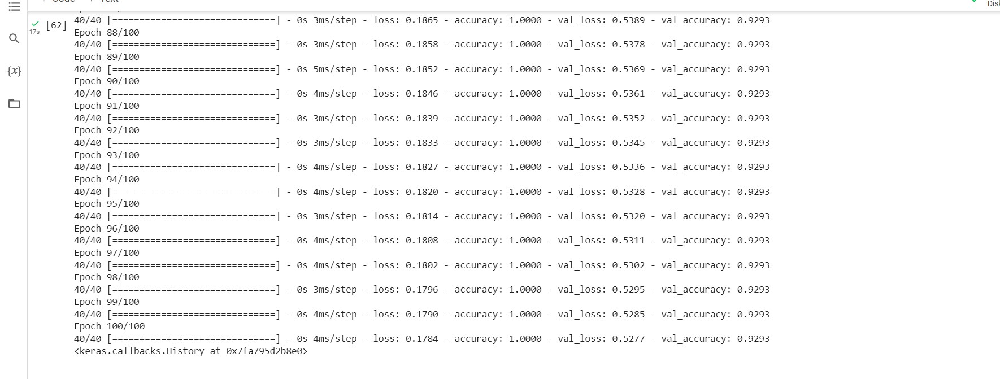 + Code + Text
Disk
40/40 [==============================] - 0s 3ms/step - loss: 0.1865 - accuracy: 1.0000 - val_loss: 0.5389 - val_accuracy: 0.9293
17s [62]
Epoch 88/100
40/40 [==============================] - 0s 3ms/step - loss: 0.1858 - accuracy: 1.0000 - val_loss: 0.5378 - val_accuracy: 0.9293
Epoch 89/100
40/40 [==============================] - 0s 5ms/step - loss: 0.1852 - accuracy: 1.0000 - val_loss: 0.5369 - val_accuracy: 0.9293
{x}
Epoch 90/100
40/40 [==============================] - 0s 4ms/step - loss: 0.1846 - accuracy: 1.0000 - val_loss: 0.5361 - val_accuracy: 0.9293
Epoch 91/100
40/40 [==============================] - 0s 3ms/step - loss: 0.1839 - accuracy: 1.0000 - val_loss: 0.5352 - val_accuracy: 0.9293
Epoch 92/100
40/40 [==============================] - 0s 3ms/step - loss: 0.1833 - accuracy: 1.0000 - val_loss: 0.5345 - val_accuracy: 0.9293
Epoch 93/100
40/40 [==============================] - 0s 4ms/step - loss: 0.1827 - accuracy: 1.0000 - val_loss: 0.5336 - val_accuracy: 0.9293
Epoch 94/100
40/40 [==============================] - 0s 4ms/step - loss: 0.1820 - accuracy: 1.0000 - val_loss: 0.5328 - val_accuracy: 0.9293
Epoch 95/100
40/40 [==============================] - 0s 3ms/step - loss: 0.1814 - accuracy: 1.0000 - val_loss: 0.5320 - val_accuracy: 0.9293
Epoch 96/100
40/40 [==============================] - 0s 4ms/step - loss: 0.1808 - accuracy: 1.0000 - val_loss: 0.5311 - val_accuracy: 0.9293
Epoch 97/100
40/40 [==============================] - 0s 4ms/step - loss: 0.1802 - accuracy: 1.0000 - val_loss: 0.5302 - val_accuracy: 0.9293
Epoch 98/100
40/40 [==============================] - 0s 3ms/step - loss: 0.1796 - accuracy: 1.0000 - val_loss: 0.5295 - val_accuracy: 0.9293
Epoch 99/100
40/40 [==============================] - 0s 4ms/step - loss: 0.1790 - accuracy: 1.0000 - val_loss: 0.5285 - val_accuracy: 0.9293
Epoch 100/100
40/40 [==============================] - 0s 4ms/step - loss: 0.1784 - accuracy: 1.0000 - val_loss: 0.5277 - val_accuracy: 0.9293
<keras.callbacks.History at 0x7fa795d2b8e0>